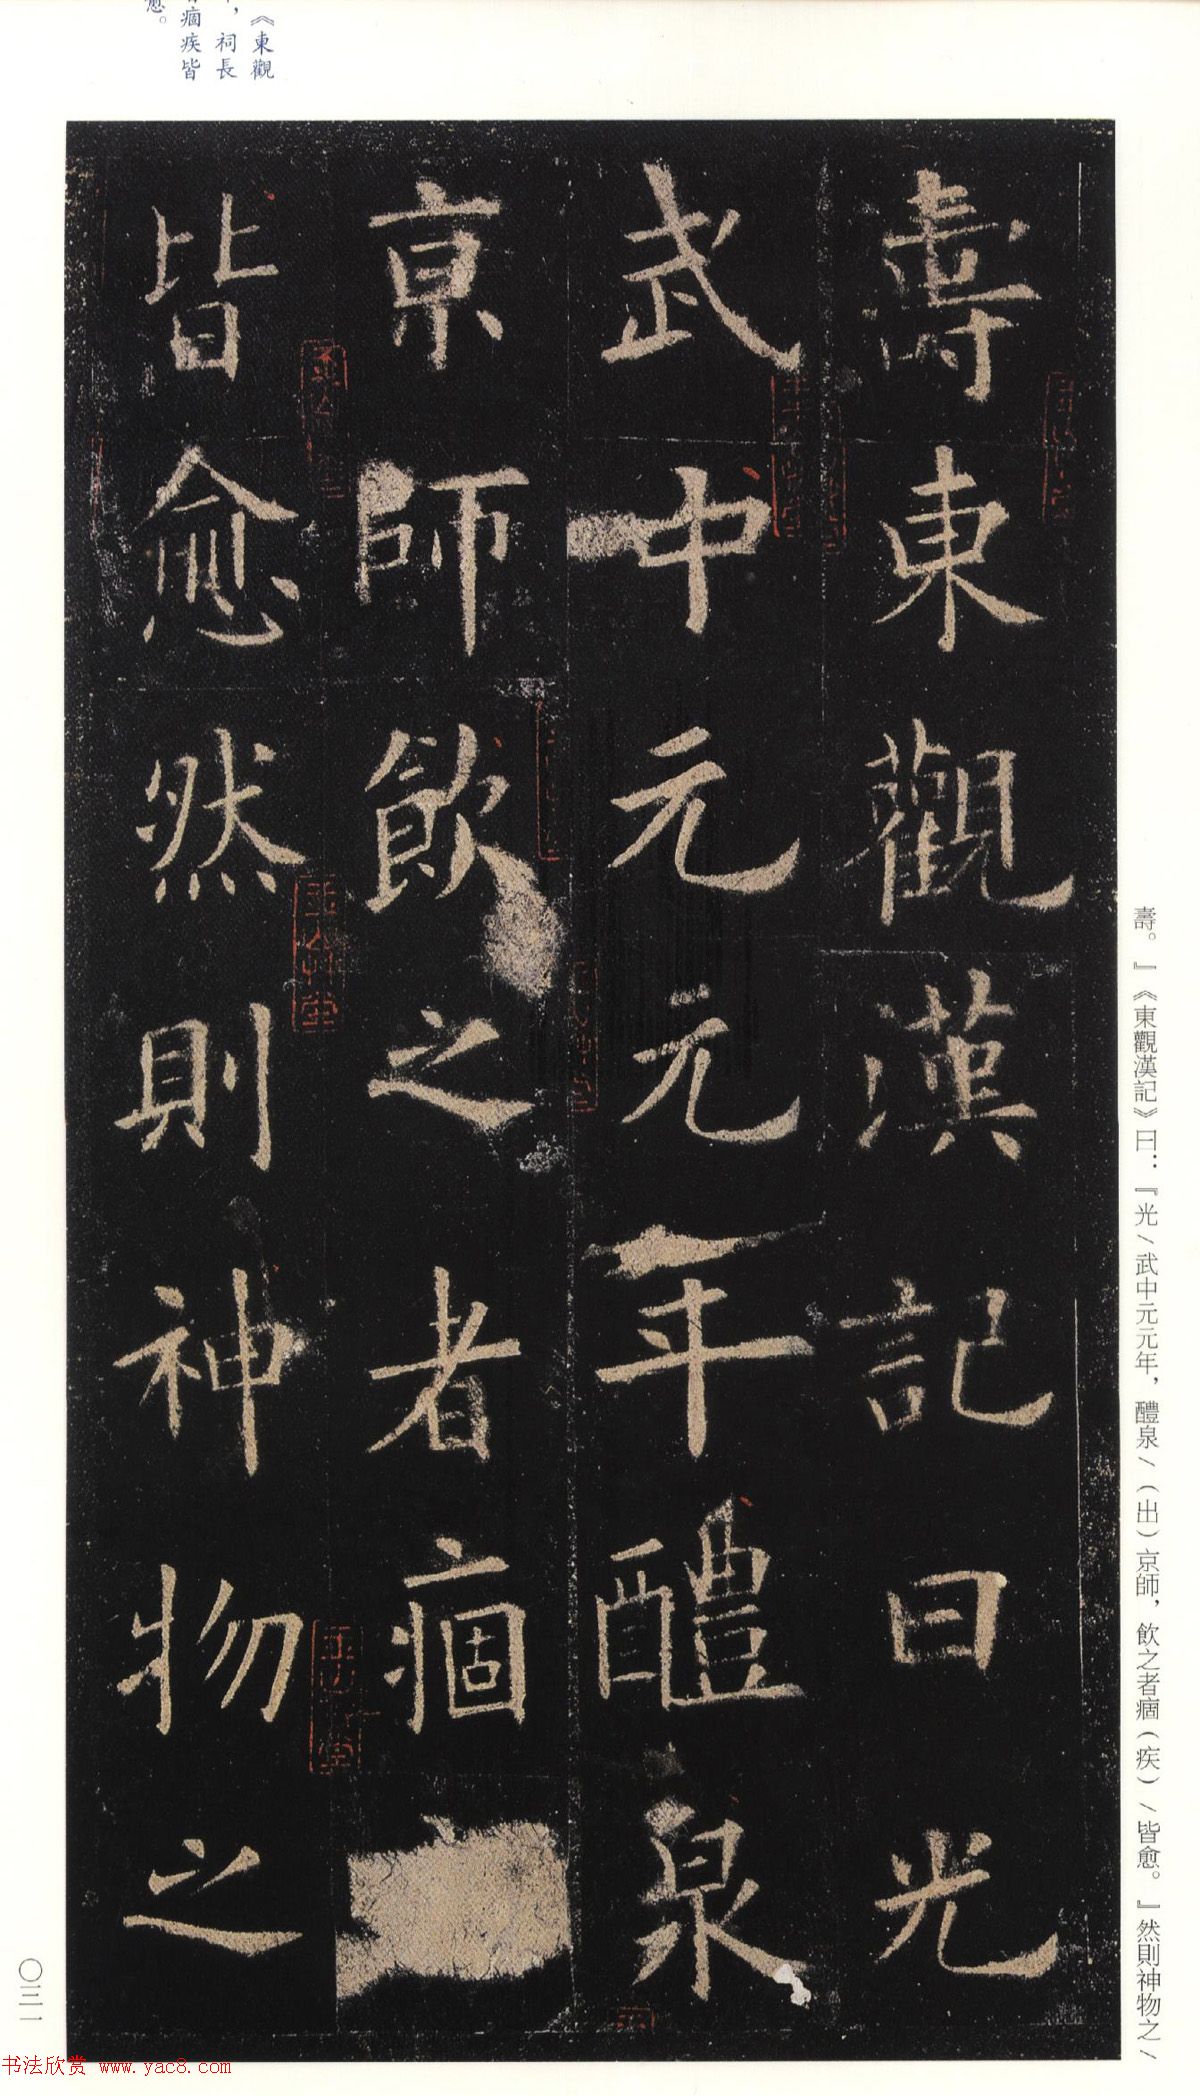 壽。』《東觀漢記》曰：『光／武中元元年，醴泉／（出）京師，飲之者痼（疾）／皆愈。』然則神物之／
壽東觀漢記曰光
武中元元年醴泉
京師飲之者痼
皆愈然則神物之
《東觀
祠長
痼疾皆
愈。
〇三一
书法欣赏 www.yac8.com